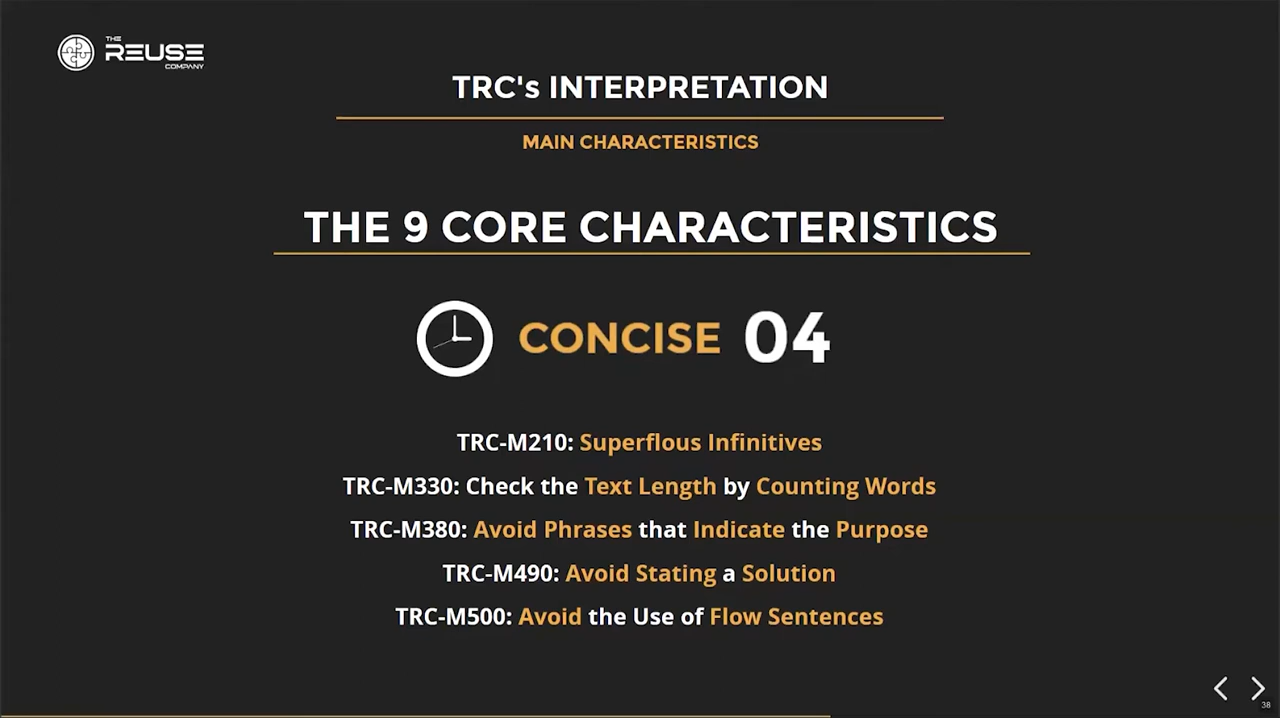 THE
REUSE
COMPANY
TRC's INTERPRETATION
MAIN CHARACTERISTICS
THE 9 CORE CHARACTERISTICS
CONCISE 04
TRC-M210: Superflous Infinitives
TRC-M330: Check the Text Length by Counting Words
TRC-M380: Avoid Phrases that Indicate the Purpose
TRC-M490: Avoid Stating a Solution
TRC-M500: Avoid the Use of Flow Sentences
38